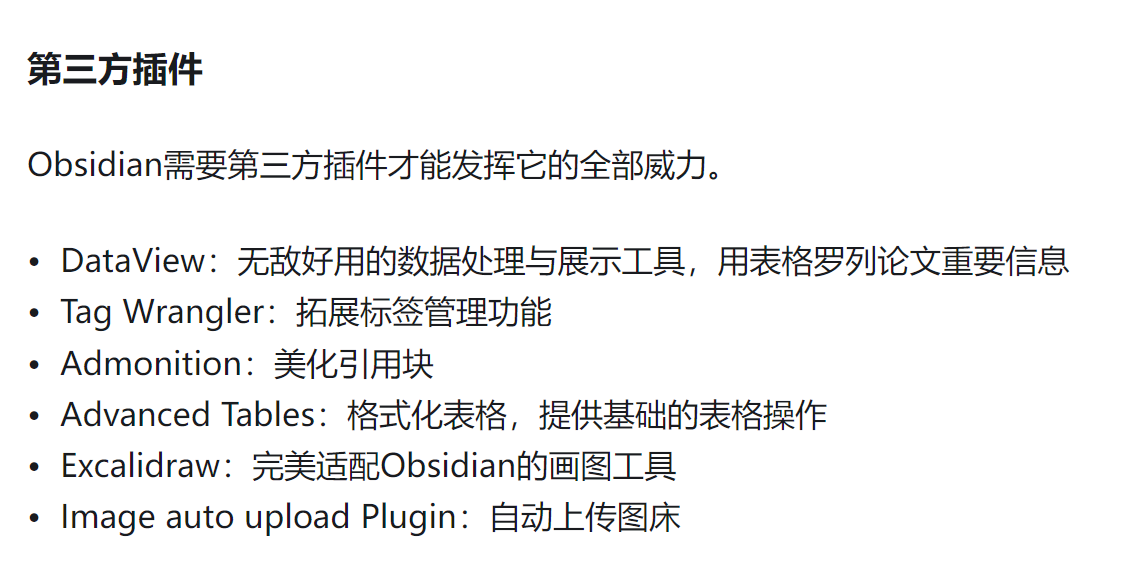 第三方插件
Obsidian需要第三方插件才能发挥它的全部威力。
• DataView：无敌好用的数据处理与展示工具，用表格罗列论文重要信息
• Tag Wrangler：拓展标签管理功能
• Admonition：美化引用块
• Advanced Tables：格式化表格，提供基础的表格操作
• Excalidraw：完美适配Obsidian的画图工具
• Image auto upload Plugin：自动上传图床